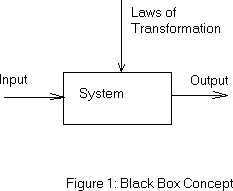 Laws of
Transformation
Input
Output
System
Figure 1: Black Box Concept